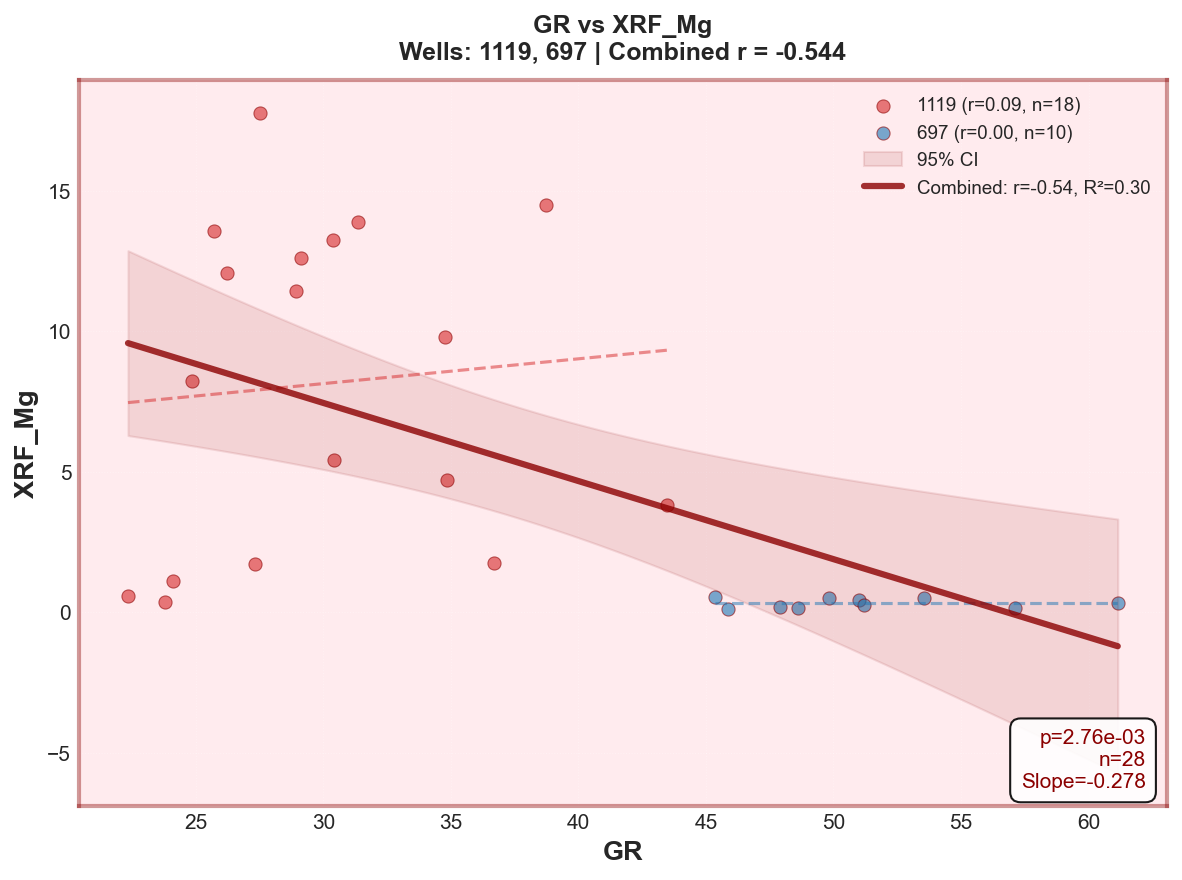 GR vs XRF_Mg
Wells: 1119, 697 | Combined r = -0.544
1119 (r=0.09, n=18)
697 (r=0.00, n=10)
95% CI
Combined: r=-0.54, R²=0.30
XRF_Mg
15
10
5
0
−5
p=2.76e-03
n=28
Slope=-0.278
25 30 35 40 45 50 55 60
GR